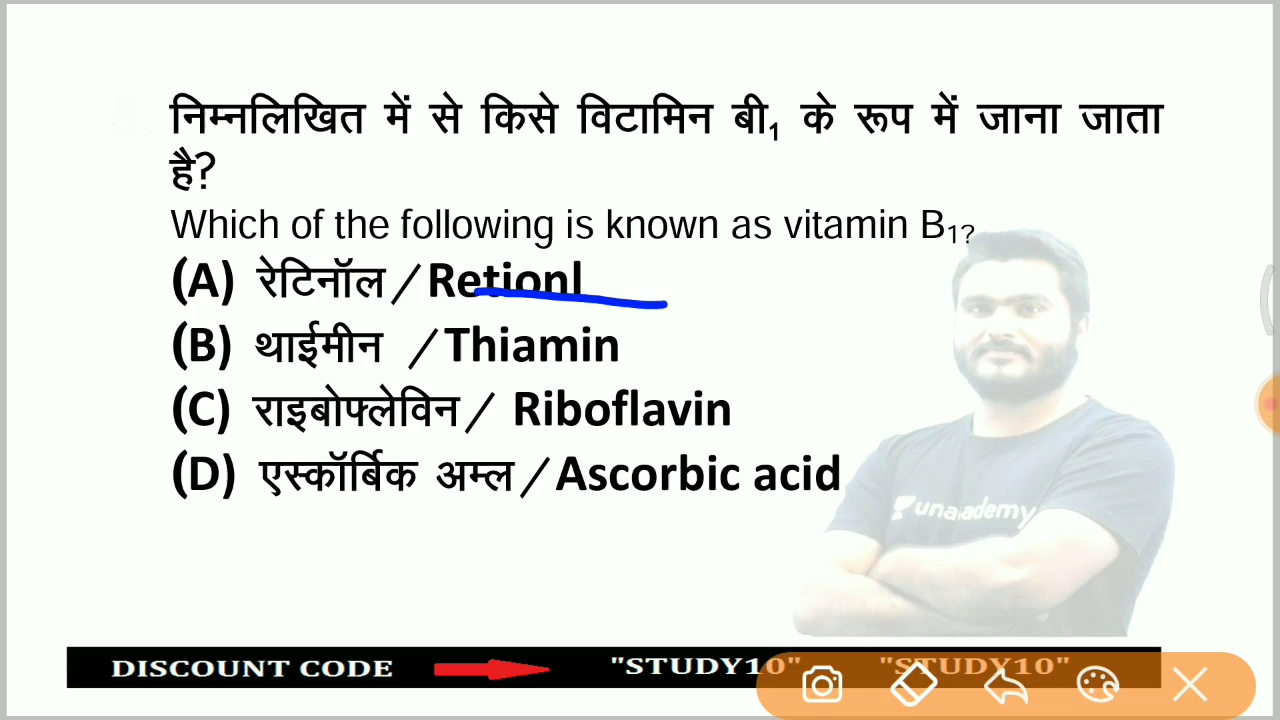 निम्नलिखित में से किसे विटामिन बी₁ के रूप में जाना जाता
है?
Which of the following is known as vitamin B₁?
(A) रेटिनॉल/Retionl
(B) थाईमीन /Thiamin
(C) राइबोफ्लेविन/ Riboflavin
(D) एस्कॉर्बिक अम्ल/Ascorbic acid
unacademy
DISCOUNT CODE "STUDY10" "STUDY10"